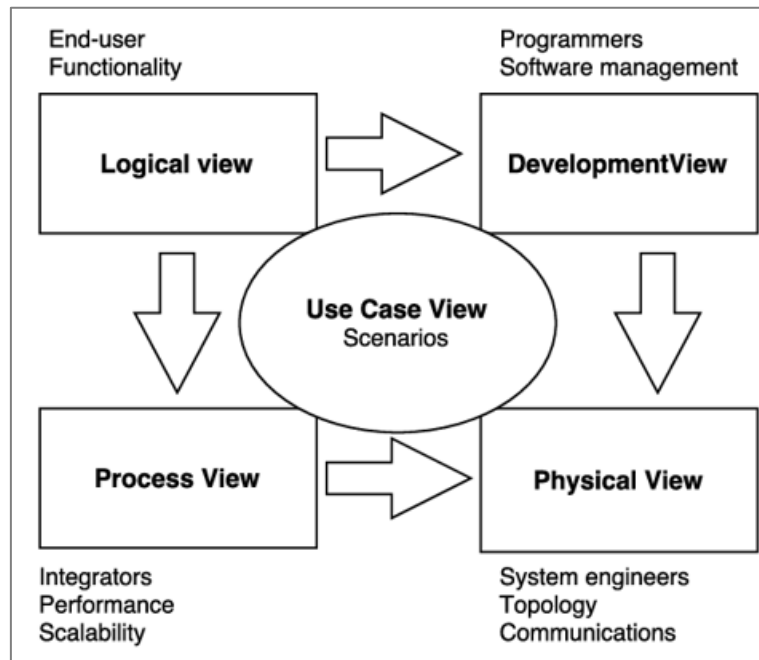 End-user
Functionality
Programmers
Software management
Logical view
DevelopmentView
Use Case View
Scenarios
Process View
Physical View
Integrators
Performance
Scalability
System engineers
Topology
Communications